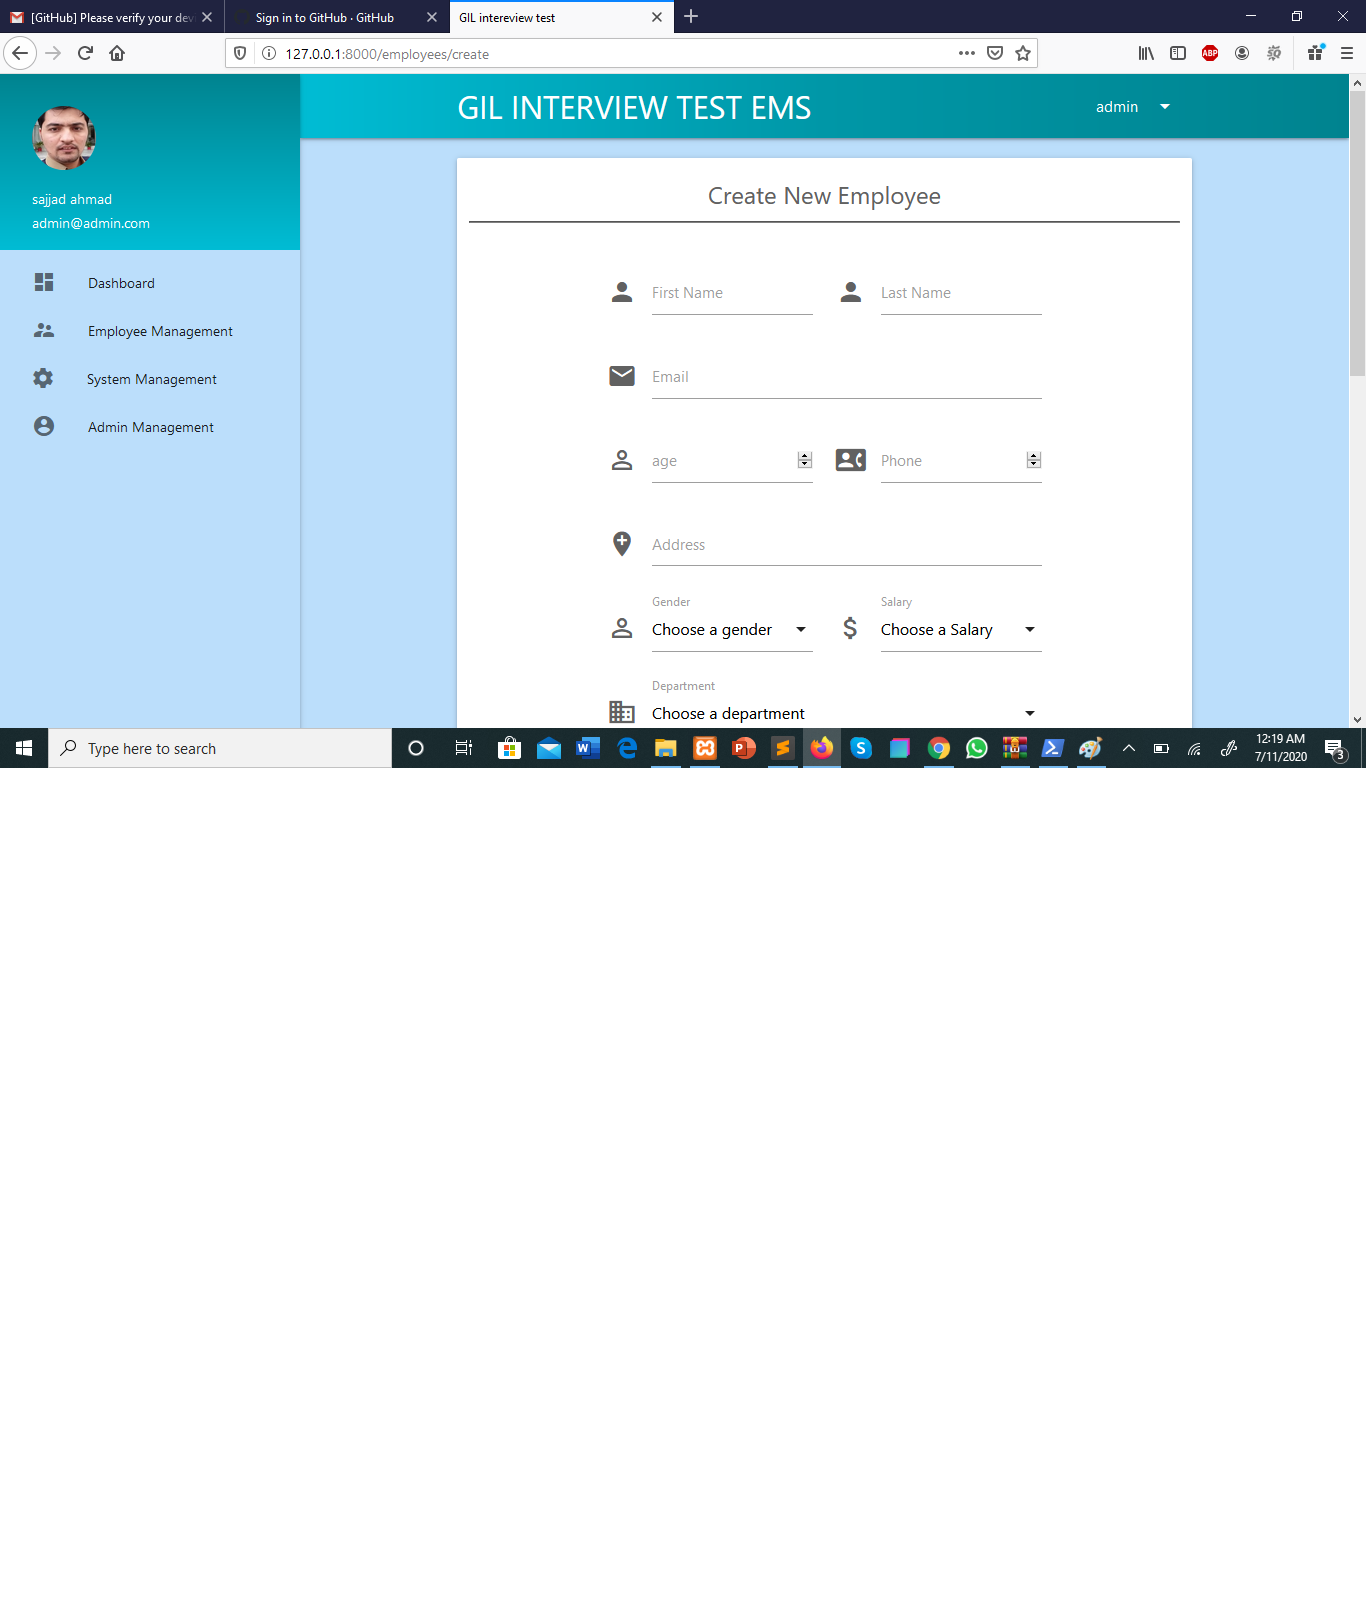 [GitHub] Please verify your dev
Sign in to GitHub · GitHub
GIL intereview test
127.0.0.1:8000/employees/create
ABP
GIL INTERVIEW TEST EMS
admin
sajjad ahmad
admin@admin.com
Dashboard
Employee Management
System Management
Admin Management
Create New Employee
First Name
Last Name
Email
age
Phone
Address
Gender
Choose a gender
Salary
Choose a Salary
Department
Choose a department
Type here to search
12:19 AM
7/11/2020
3